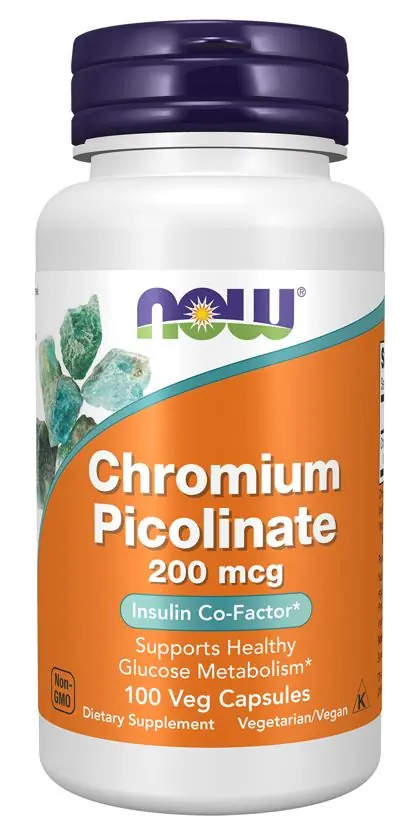 NOW®
Chromium
Picolinate
200 mcg
Insulin Co-Factor*
Supports Healthy
Glucose Metabolism*
100 Veg Capsules
Non-
GMO
Dietary Supplement
Vegetarian/Vegan
K